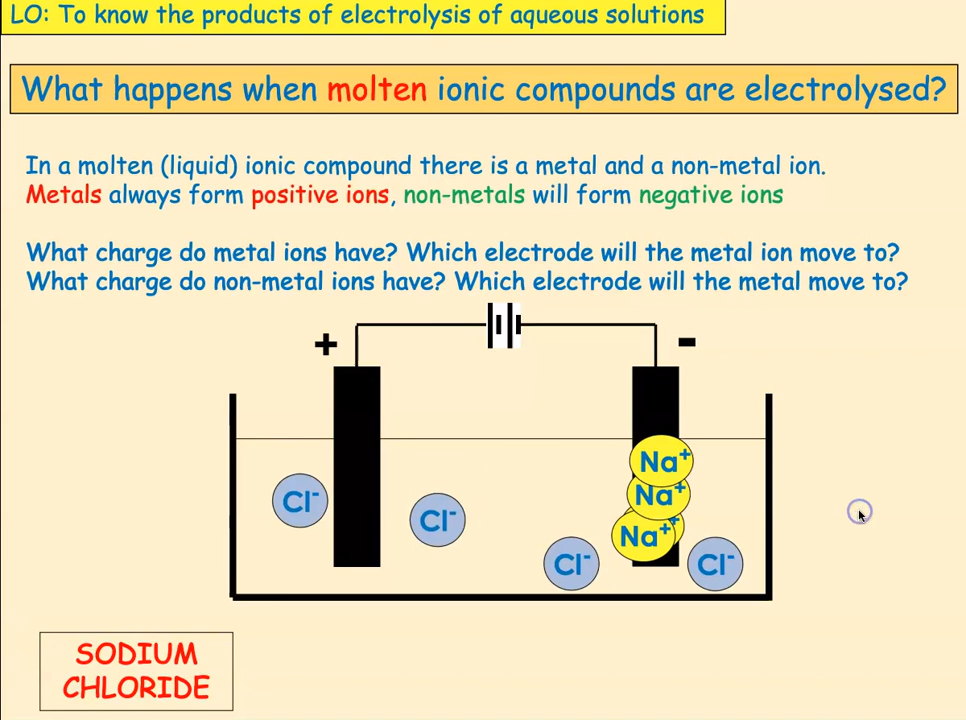 LO: To know the products of electrolysis of aqueous solutions
What happens when molten ionic compounds are electrolysed?
In a molten (liquid) ionic compound there is a metal and a non-metal ion.
Metals always form positive ions, non-metals will form negative ions
What charge do metal ions have? Which electrode will the metal ion move to?
What charge do non-metal ions have? Which electrode will the metal move to?
+
-
Na⁺
Na⁺
Na⁺
⁺
Cl⁻
Cl⁻
Cl⁻
Cl⁻
SODIUM
CHLORIDE